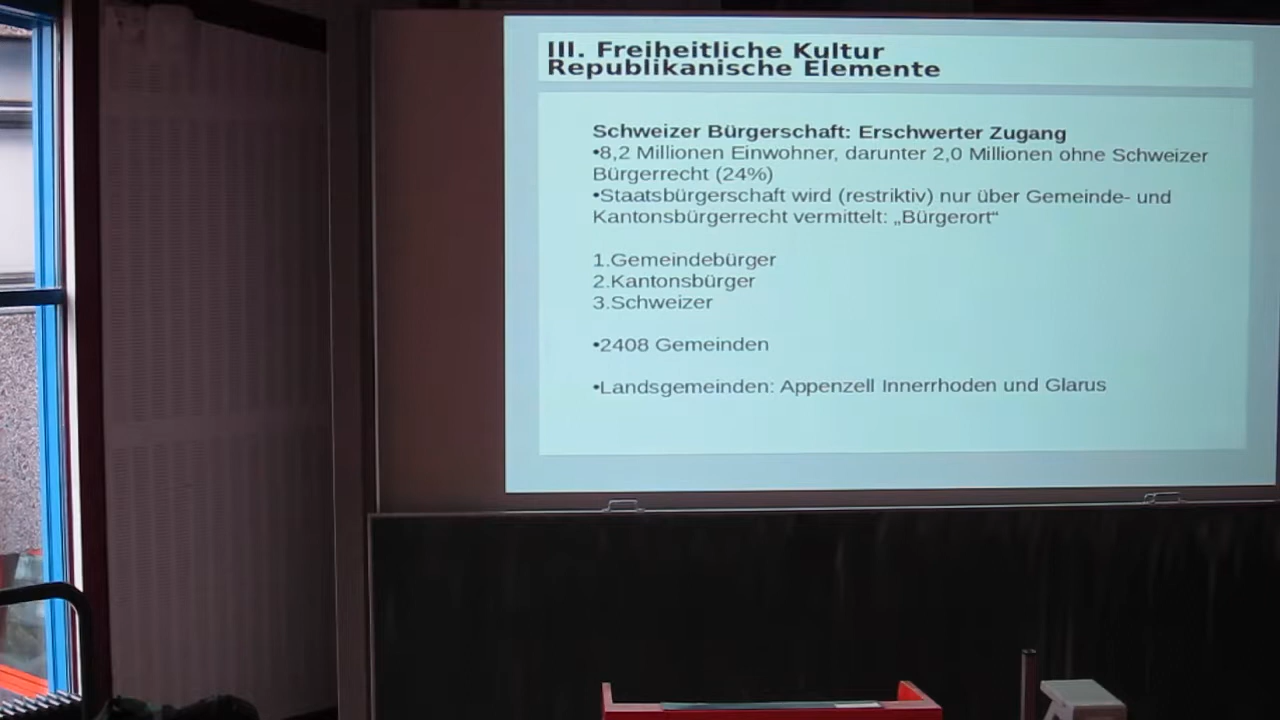 III. Freiheitliche Kultur
Republikanische Elemente
Schweizer Bürgerschaft: Erschwerter Zugang
•8,2 Millionen Einwohner, darunter 2,0 Millionen ohne Schweizer
Bürgerrecht (24%)
•Staatsbürgerschaft wird (restriktiv) nur über Gemeinde- und
Kantonsbürgerrecht vermittelt: „Bürgerort“
1.Gemeindebürger
2.Kantonsbürger
3.Schweizer
•2408 Gemeinden
•Landsgemeinden: Appenzell Innerrhoden und Glarus